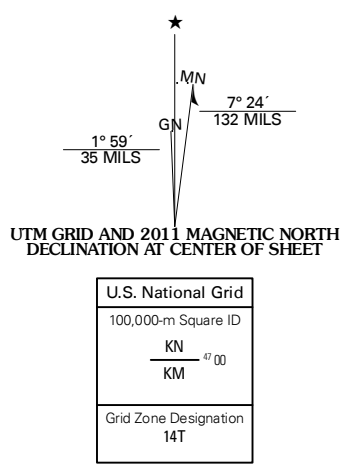 ★
MN
GN
7° 24´
132 MILS
1° 59´
35 MILS
UTM GRID AND 2011 MAGNETIC NORTH
DECLINATION AT CENTER OF SHEET
U.S. National Grid
100,000-m Square ID
KN
47 00
KM
Grid Zone Designation
14T